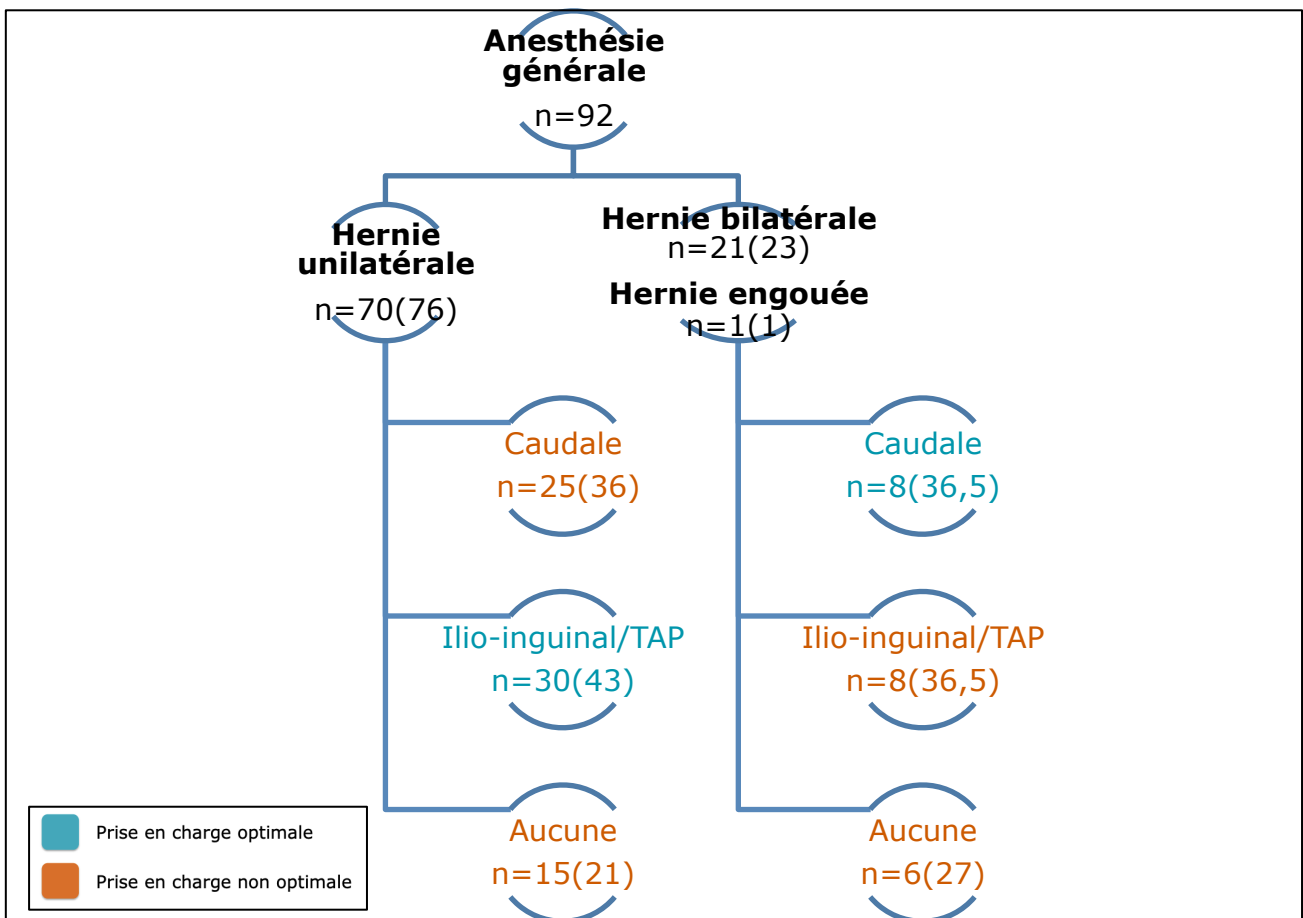 Anesthésie
générale
n=92
Hernie
unilatérale
n=70(76)
Hernie bilatérale
n=21(23)
Hernie engouée
n=1(1)
Caudale
n=25(36)
Ilio-inguinal/TAP
n=30(43)
Aucune
n=15(21)
Caudale
n=8(36,5)
Ilio-inguinal/TAP
n=8(36,5)
Aucune
n=6(27)
Prise en charge optimale
Prise en charge non optimale